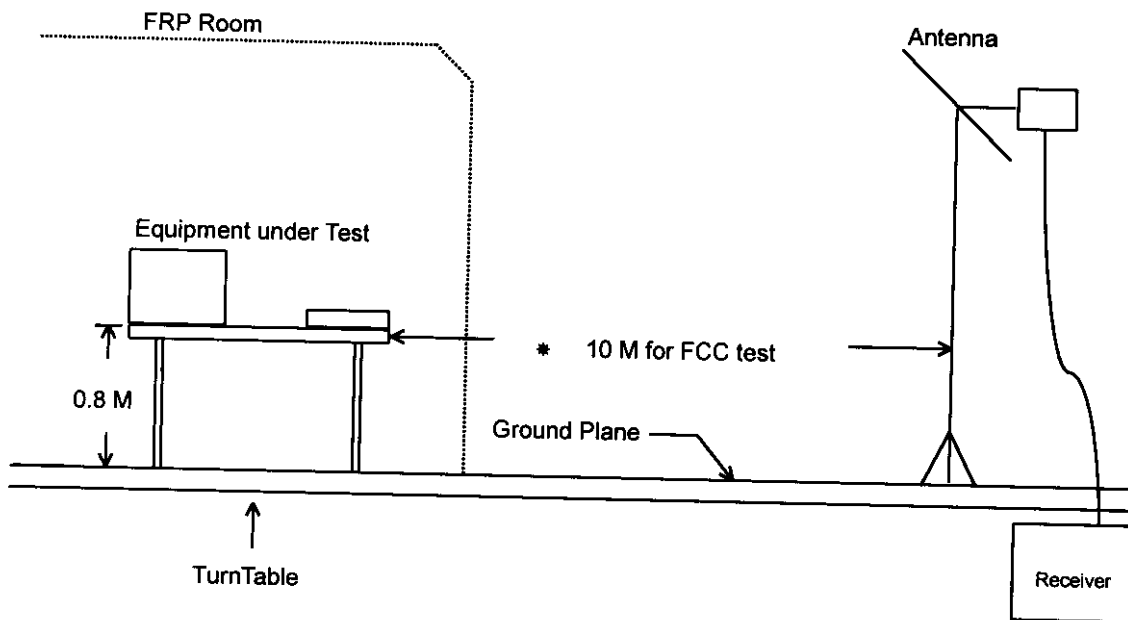 FRP Room
Antenna
Equipment under Test
* 10 M for FCC test
0.8 M
Ground Plane
TurnTable
Receiver